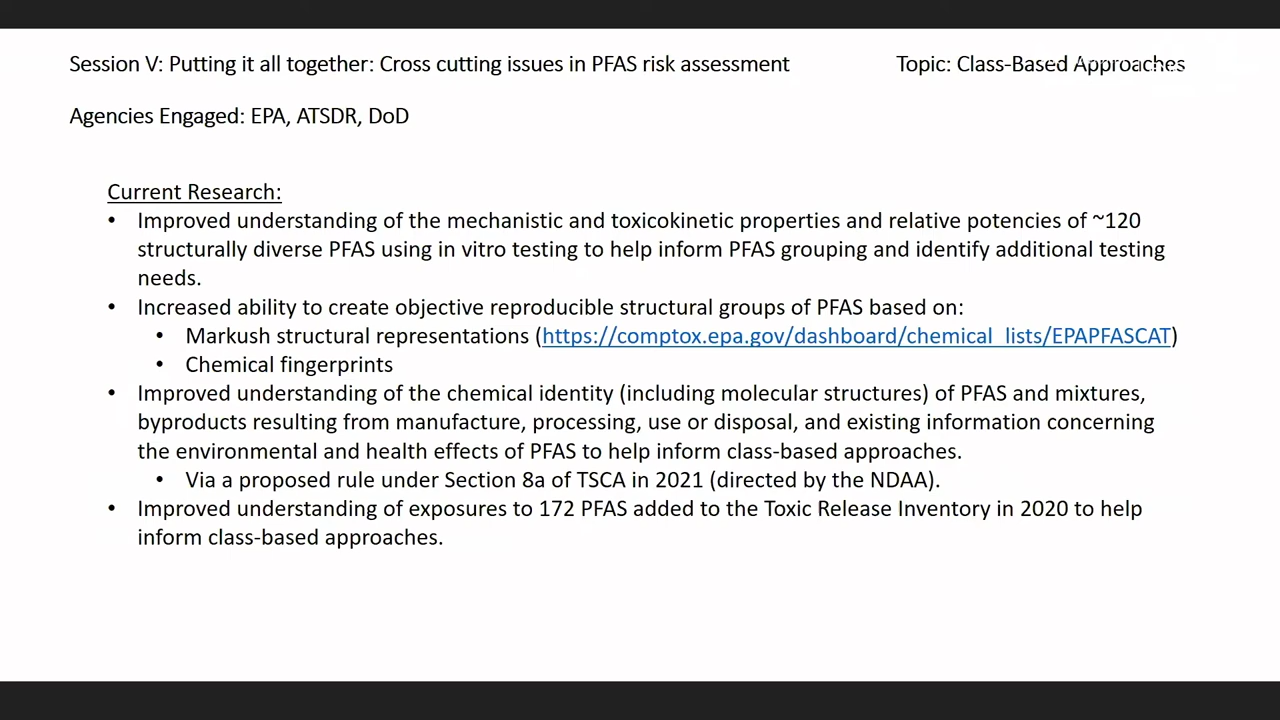 Session V: Putting it all together: Cross cutting issues in PFAS risk assessment
Topic: Class-Based Approaches
Agencies Engaged: EPA, ATSDR, DoD
Current Research:
• Improved understanding of the mechanistic and toxicokinetic properties and relative potencies of ~120
structurally diverse PFAS using in vitro testing to help inform PFAS grouping and identify additional testing
needs.
• Increased ability to create objective reproducible structural groups of PFAS based on:
• Markush structural representations (https://comptox.epa.gov/dashboard/chemical_lists/EPAPFASCAT)
• Chemical fingerprints
• Improved understanding of the chemical identity (including molecular structures) of PFAS and mixtures,
byproducts resulting from manufacture, processing, use or disposal, and existing information concerning
the environmental and health effects of PFAS to help inform class-based approaches.
• Via a proposed rule under Section 8a of TSCA in 2021 (directed by the NDAA).
• Improved understanding of exposures to 172 PFAS added to the Toxic Release Inventory in 2020 to help
inform class-based approaches.